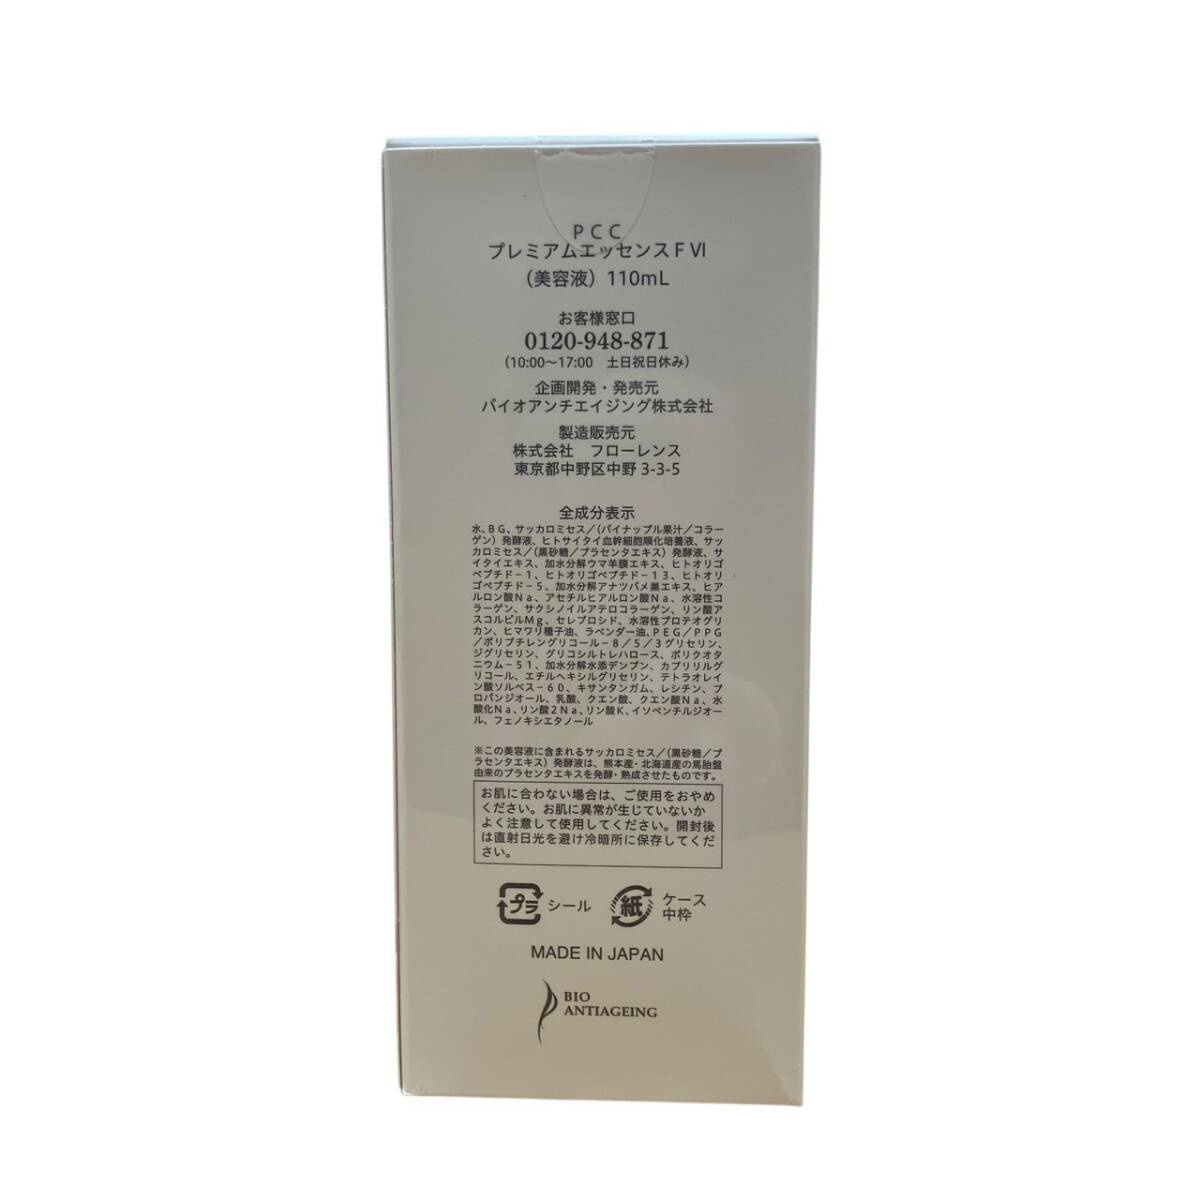 PCC
プレミアムエッセンスF VI
（美容液）110mL
お客様窓口
0120-948-871
（10:00～17:00　土日祝日休み）
企画開発・発売元
バイオアンチエイジング株式会社
製造販売元
株式会社　フローレンス
東京都中野区中野 3-3-5
全成分表示
水、ＢＧ、サッカロミセス／（パイナップル果汁／コラー
ゲン）発酵液、ヒトサイタイ血幹細胞順化培養液、サッ
カロミセス／（黒砂糖／プラセンタエキス）発酵液、サ
イタイエキス、加水分解ウマ羊膜エキス、ヒトオリゴ
ペプチド－１、ヒトオリゴペプチド－１３、ヒトオリ
ゴペプチド－５、加水分解アナツバメ巣エキス、ヒア
ルロン酸Ｎａ、アセチルヒアルロン酸Ｎａ、水溶性コ
ラーゲン、サクシノイルアテロコラーゲン、リン酸ア
スコルビルＭｇ、セレブロシド、水溶性プロテオグリ
カン、ヒマワリ種子油、ラベンダー油、ＰＥＧ／ＰＰＧ
／ポリブチレングリコール－８／５／３グリセリン、
ジグリセリン、グリコシルトレハロース、ポリクオタ
ニウム－５１、加水分解水添デンプン、カプリリルグ
リコール、エチルヘキシルグリセリン、テトラオレイ
ン酸ソルベス－６０、キサンタンガム、レシチン、プ
ロパンジオール、乳酸、クエン酸、クエン酸Ｎａ、水
酸化Ｎａ、リン酸２Ｎａ、リン酸Ｋ、イソペンチルジオー
ル、フェノキシエタノール
※この美容液に含まれるサッカロミセス／（黒砂糖／プ
ラセンタエキス）発酵液は、熊本産・北海道産の馬胎盤
由来のプラセンタエキスを発酵・熟成させたものです。
お肌に合わない場合は、ご使用をおやめ
ください。お肌に異常が生じていないか
よく注意して使用してください。開封後
は直射日光を避け冷暗所に保存してくだ
さい。
プラ シール
紙 ケース
中枠
MADE IN JAPAN
BIO
ANTIAGEING